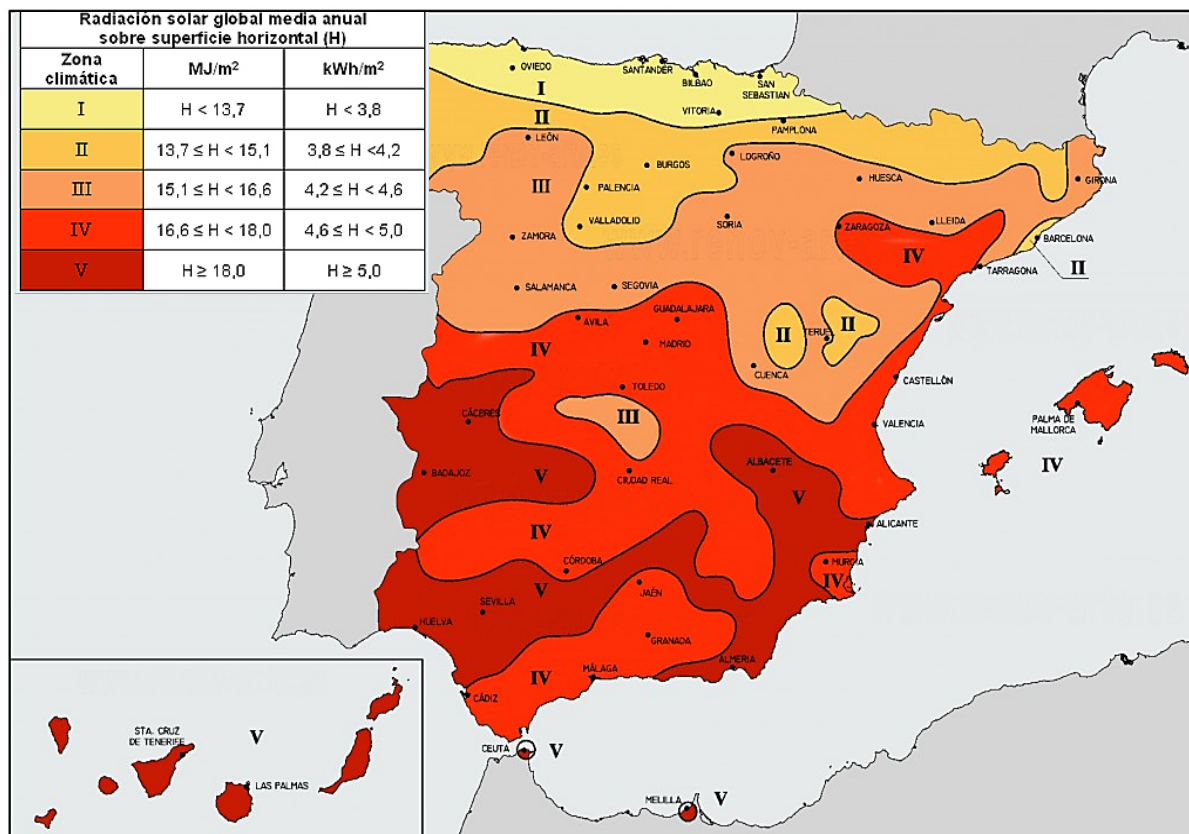 Radiación solar global media anual
sobre superficie horizontal (H)
Zona
climática
MJ/m²
kWh/m²
I
H < 13,7
H < 3,8
II
13,7 ≤ H < 15,1
3,8 ≤ H <4,2
III
15,1 ≤ H < 16,6
4,2 ≤ H < 4,6
IV
16,6 ≤ H < 18,0
4,6 ≤ H < 5,0
V
H ≥ 18,0
H ≥ 5,0
OVIEDO
SANTANDER
BILBAO
SAN
SEBASTIAN
I
VITORIA
II
PAMPLONA
LEÓN
LOGROÑO
BURGOS
HUESCA
GIRONA
III
PALENCIA
VALLADOLID
SORIA
ZARAGOZA
LLEIDA
ZAMORA
BARCELONA
IV
II
TARRAGONA
SALAMANCA
SEGOVIA
GUADALAJARA
AVILA
II
TERUEL
II
IV
MADRID
CUENCA
CASTELLÓN
TOLEDO
III
CÁCERES
VALENCIA
PALMA DE
MALLORCA
IV
BADAJOZ
V
CIUDAD REAL
ALBACETE
V
IV
ALICANTE
CÓRDOBA
MURCIA
IV
V
JAÉN
SEVILLA
HUELVA
GRANADA
ALMERIA
MÁLAGA
IV
CÁDIZ
CEUTA
V
MELILLA
V
STA. CRUZ
DE TENERIFE
V
LAS PALMAS